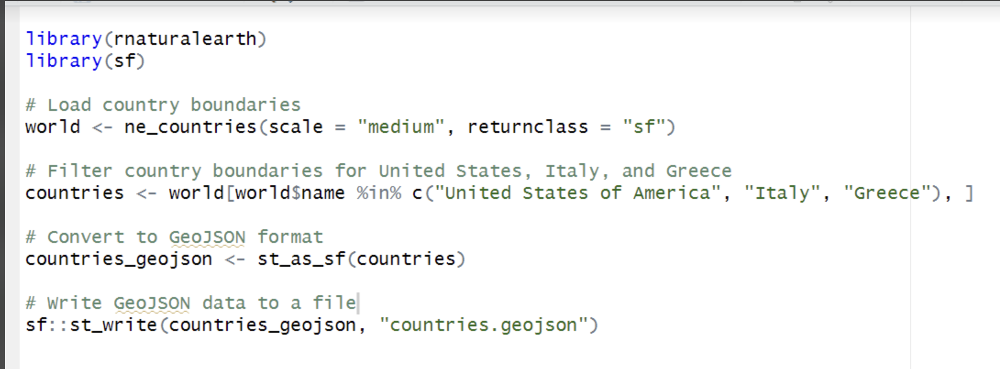 library(rnaturalearth)
library(sf)
# Load country boundaries
world <- ne_countries(scale = "medium", returnclass = "sf")
# Filter country boundaries for United States, Italy, and Greece
countries <- world[world$name %in% c("United States of America", "Italy", "Greece"), ]
# Convert to GeoJSON format
countries_geojson <- st_as_sf(countries)
# Write GeoJSON data to a file
sf::st_write(countries_geojson, "countries.geojson")